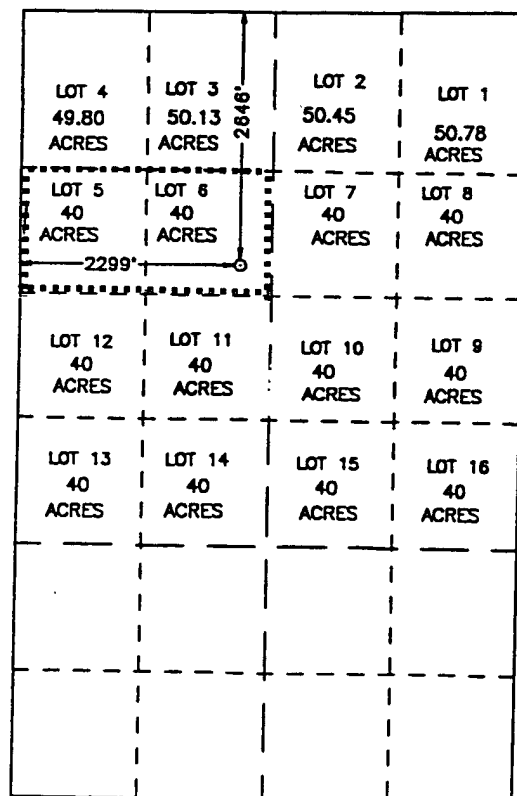 LOT 4
49.80
ACRES
LOT 3
50.13
ACRES
2646'
LOT 2
50.45
ACRES
LOT 1
50.78
ACRES
LOT 5
40
ACRES
LOT 6
40
ACRES
LOT 7
40
ACRES
LOT 8
40
ACRES
2299'
LOT 12
40
ACRES
LOT 11
40
ACRES
LOT 10
40
ACRES
LOT 9
40
ACRES
LOT 13
40
ACRES
LOT 14
40
ACRES
LOT 15
40
ACRES
LOT 16
40
ACRES